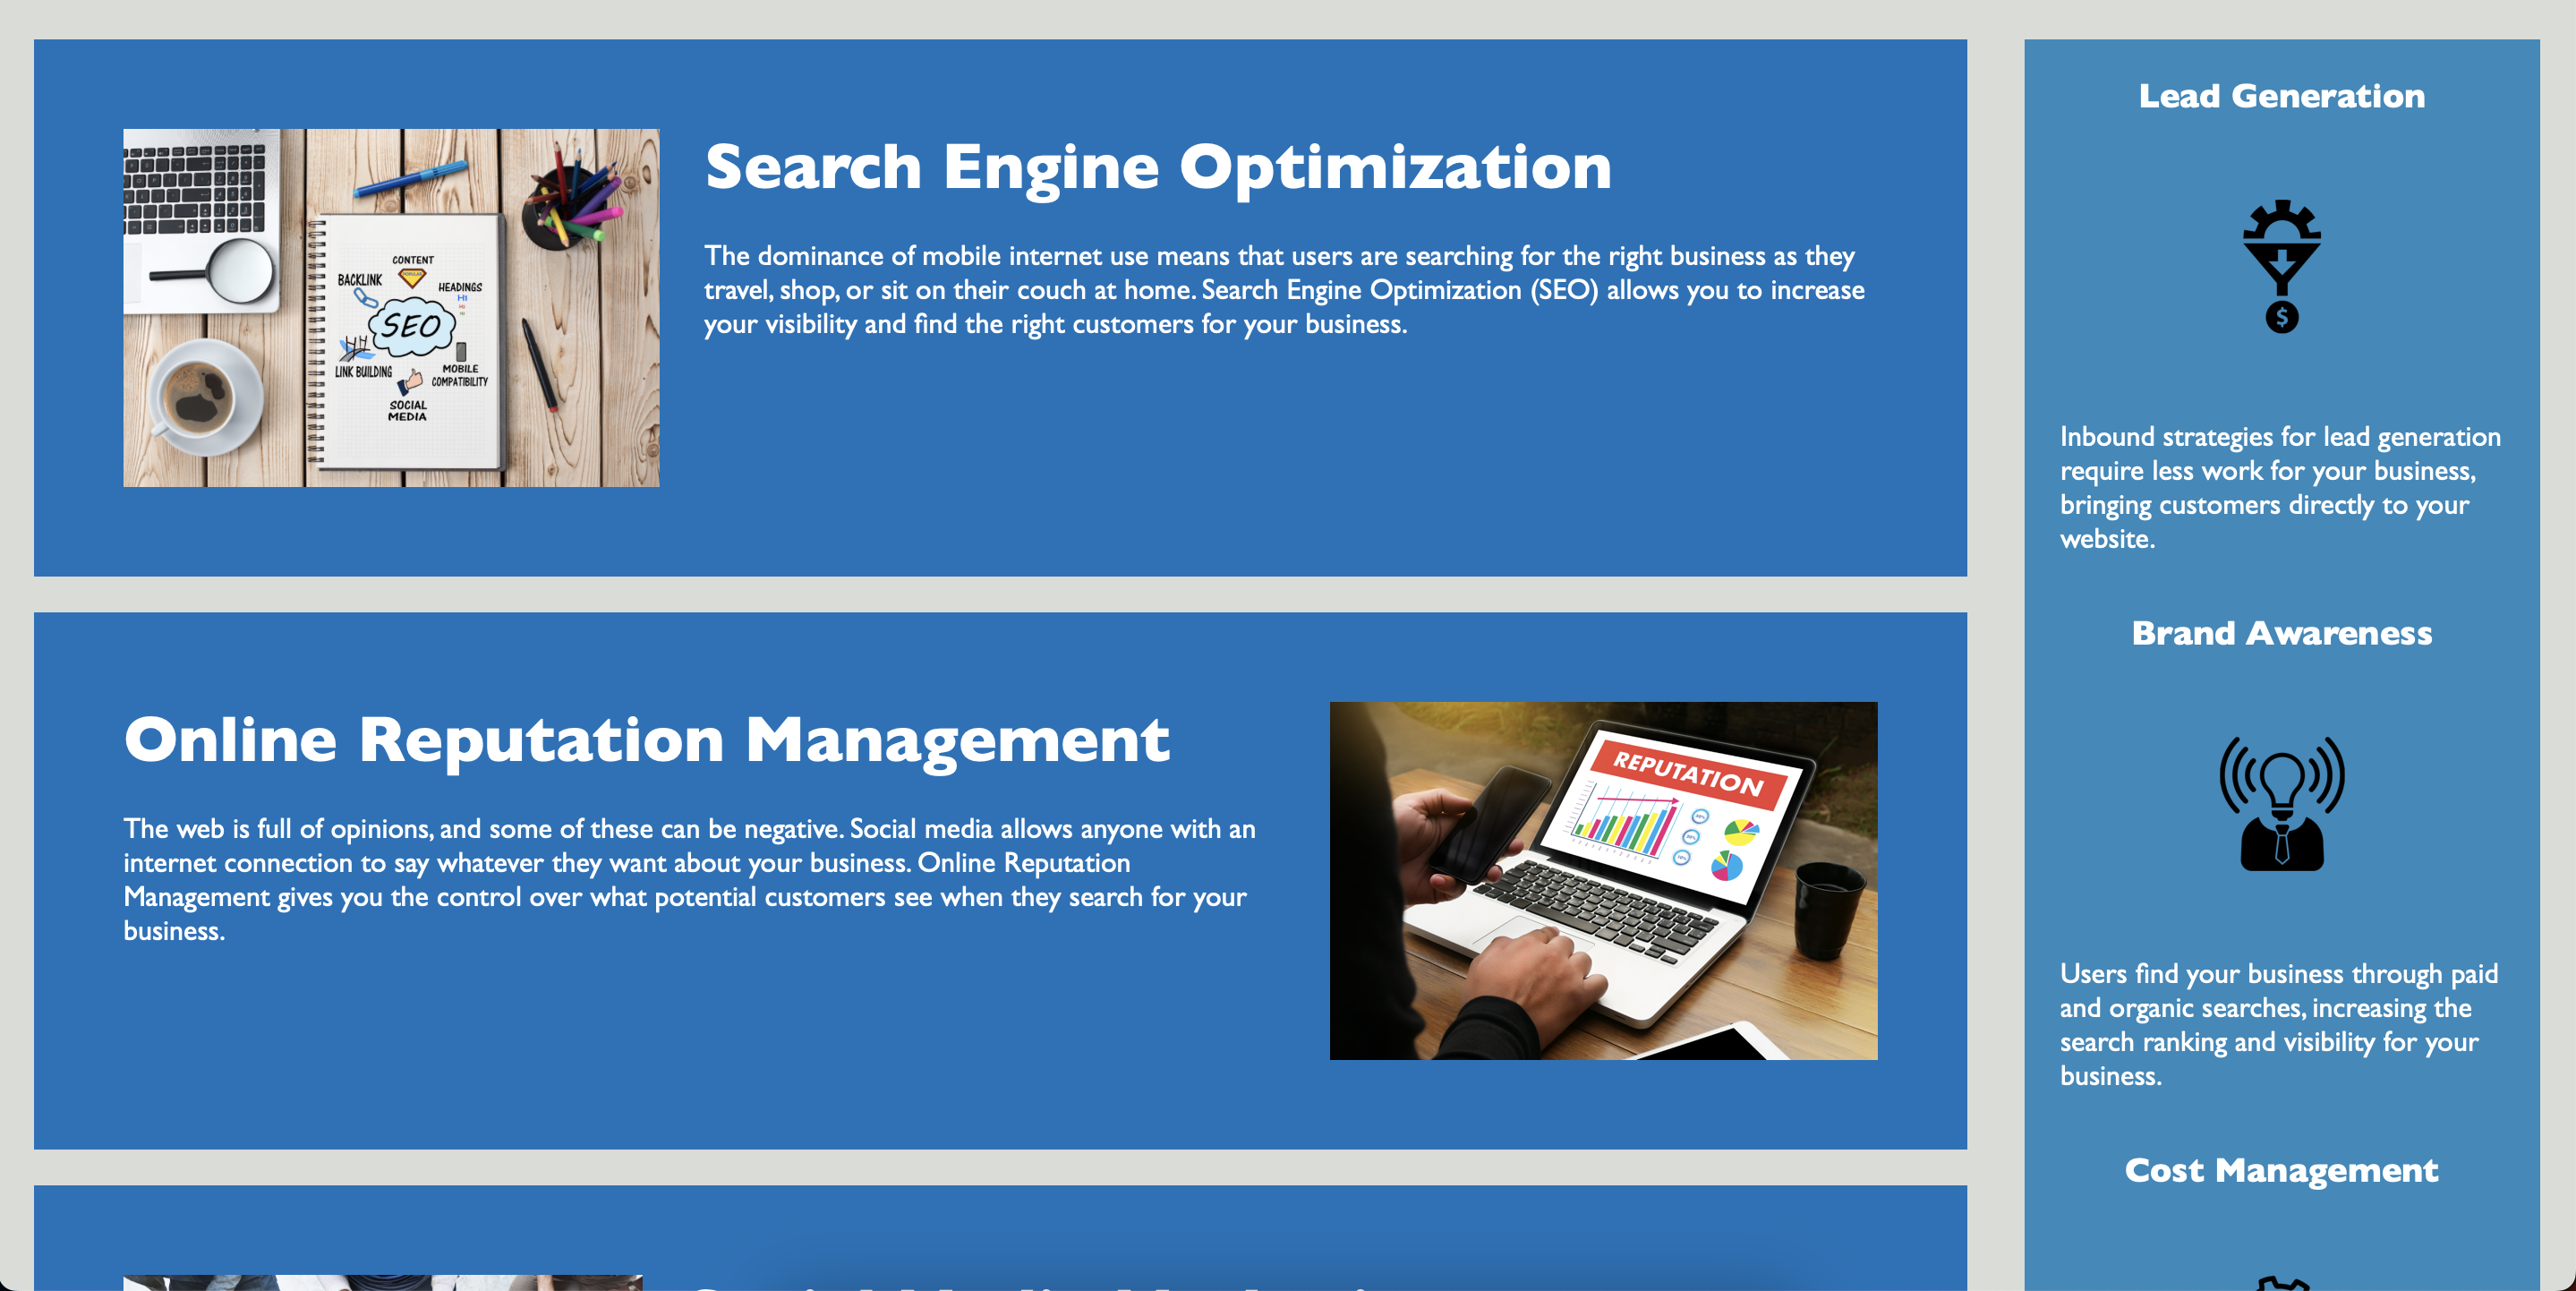 Search Engine Optimization
The dominance of mobile internet use means that users are searching for the right business as they
travel, shop, or sit on their couch at home. Search Engine Optimization (SEO) allows you to increase
your visibility and find the right customers for your business.
CONTENT
BACKLINK
HEADINGS
H1
SEO
LINK BUILDING
MOBILE
COMPATIBILITY
SOCIAL
MEDIA
Online Reputation Management
The web is full of opinions, and some of these can be negative. Social media allows anyone with an
internet connection to say whatever they want about your business. Online Reputation
Management gives you the control over what potential customers see when they search for your
business.
REPUTATION
Lead Generation
$
Inbound strategies for lead generation
require less work for your business,
bringing customers directly to your
website.
Brand Awareness
Users find your business through paid
and organic searches, increasing the
search ranking and visibility for your
business.
Cost Management